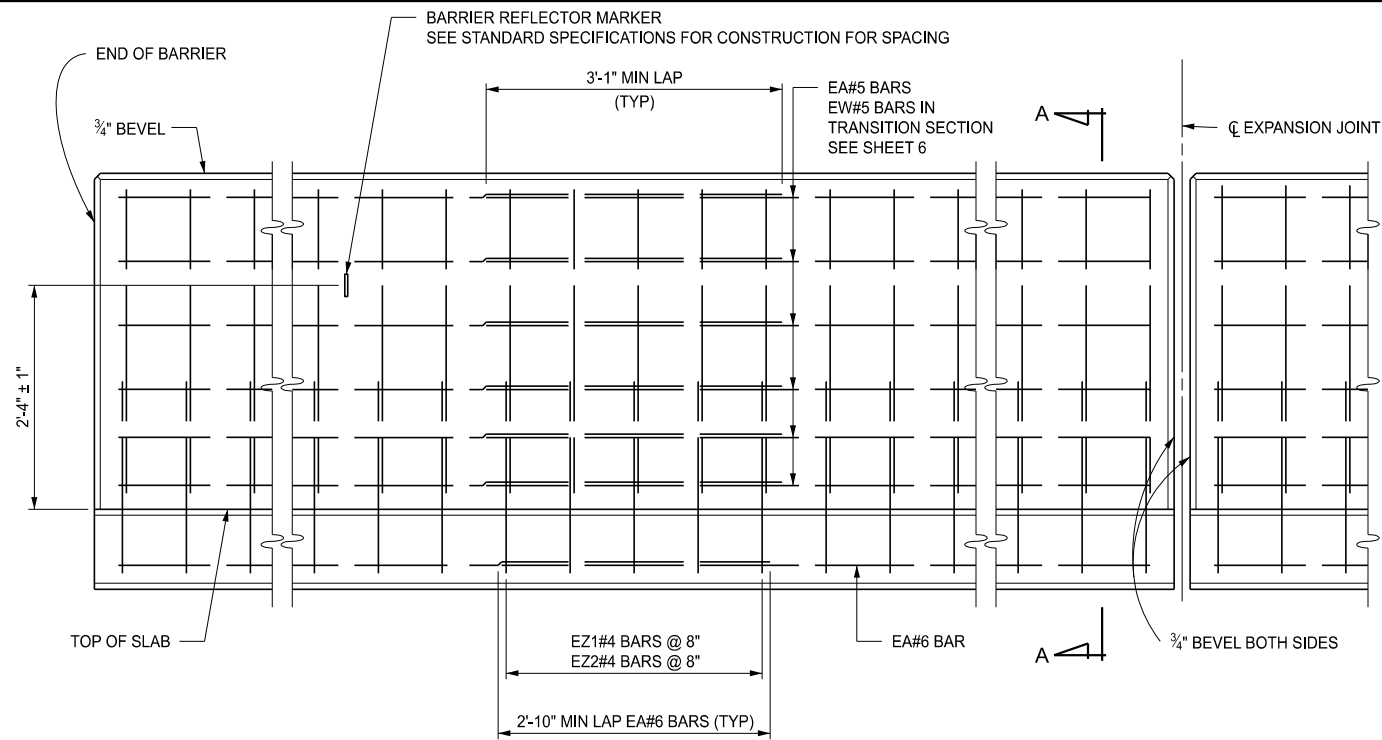 BARRIER REFLECTOR MARKER
SEE STANDARD SPECIFICATIONS FOR CONSTRUCTION FOR SPACING
END OF BARRIER
3'-1" MIN LAP
(TYP)
EA#5 BARS
EW#5 BARS IN
TRANSITION SECTION
SEE SHEET 6
A
℄ EXPANSION JOINT
¾" BEVEL
2'-4" ± 1"
TOP OF SLAB
EZ1#4 BARS @ 8"
EZ2#4 BARS @ 8"
EA#6 BAR
A
¾" BEVEL BOTH SIDES
2'-10" MIN LAP EA#6 BARS (TYP)